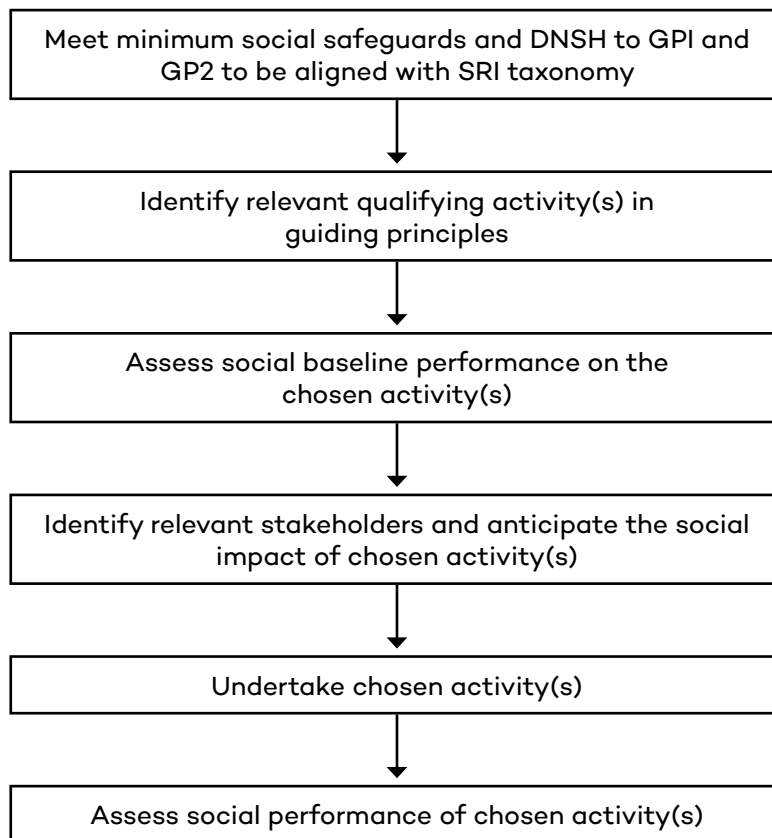 Meet minimum social safeguards and DNSH to GPI and
GP2 to be aligned with SRI taxonomy
Identify relevant qualifying activity(s) in
guiding principles
Assess social baseline performance on the
chosen activity(s)
Identify relevant stakeholders and anticipate the social
impact of chosen activity(s)
Undertake chosen activity(s)
Assess social performance of chosen activity(s)